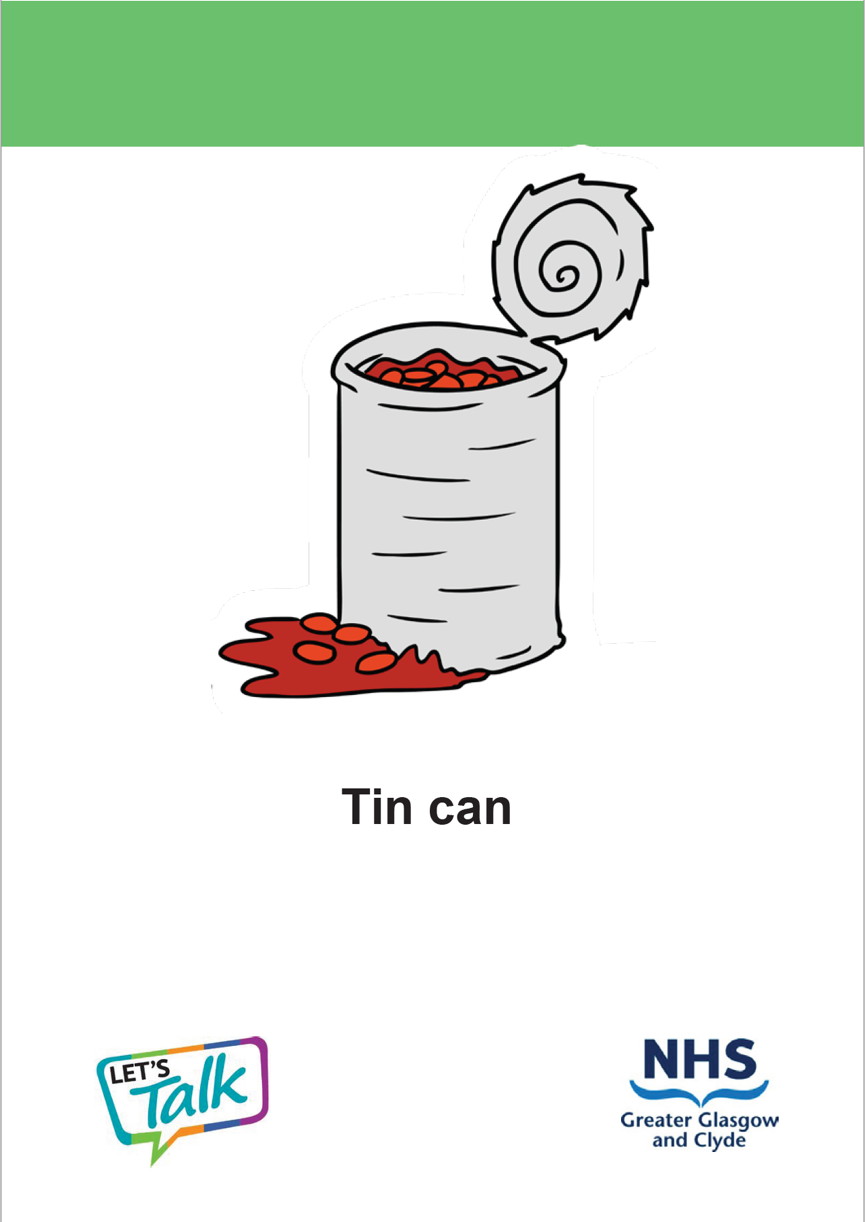 Tin can
LET'S
Talk
NHS
Greater Glasgow
and Clyde